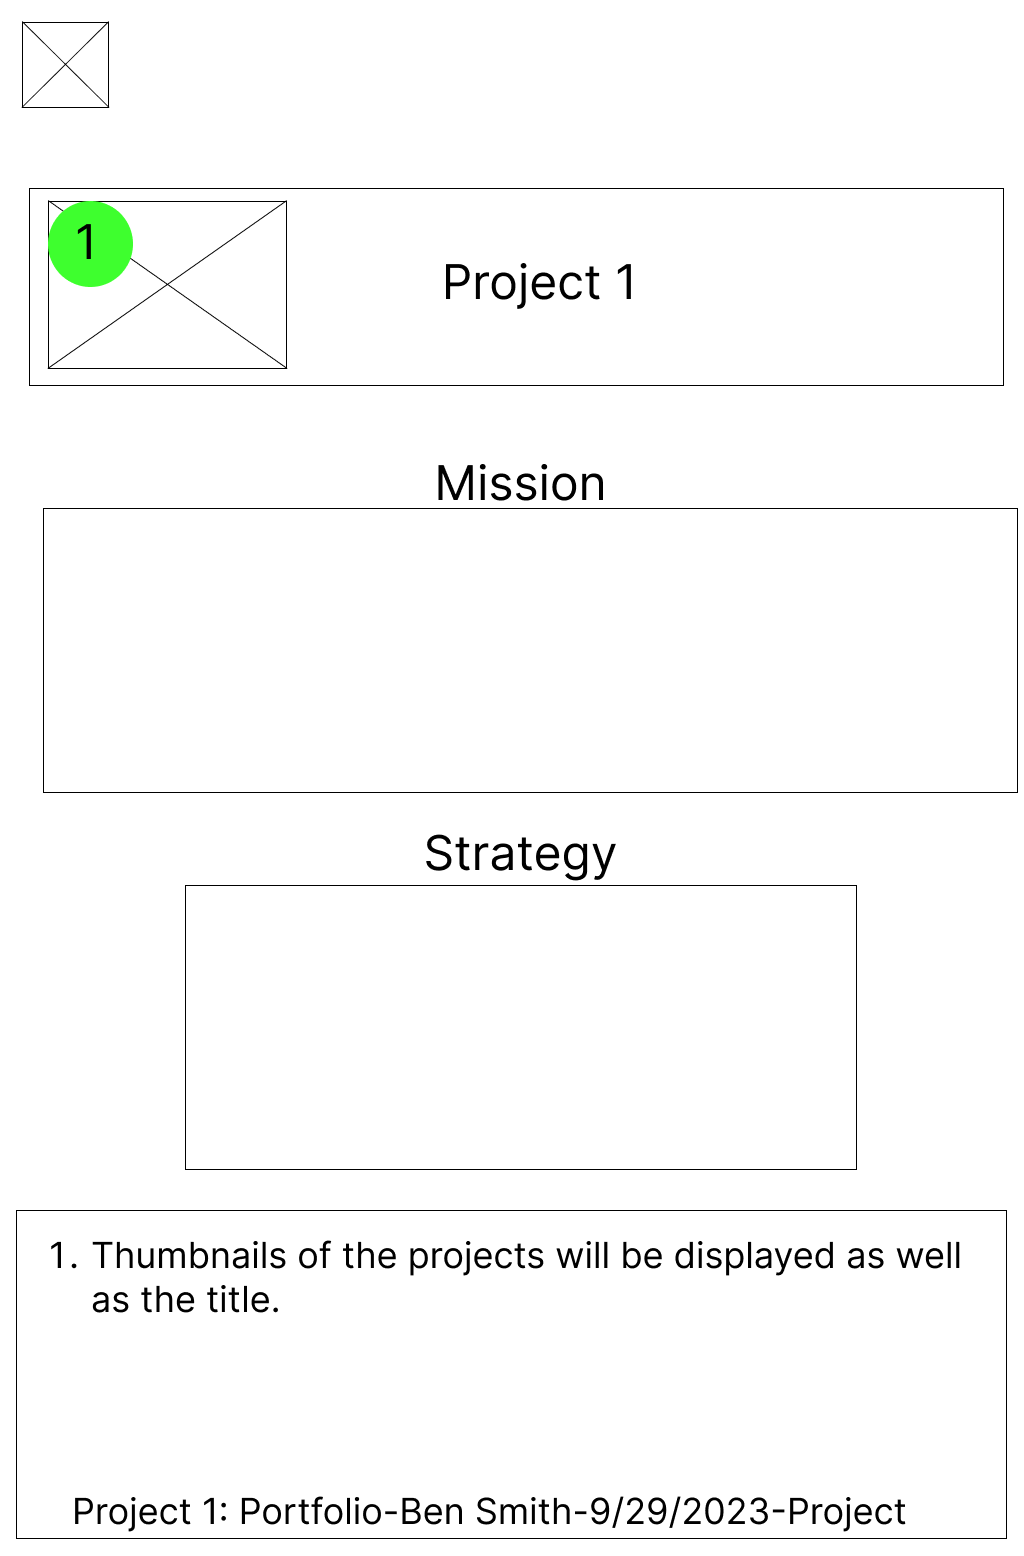 1
Project 1
Mission
Strategy
1. Thumbnails of the projects will be displayed as well
as the title.
Project 1: Portfolio-Ben Smith-9/29/2023-Project